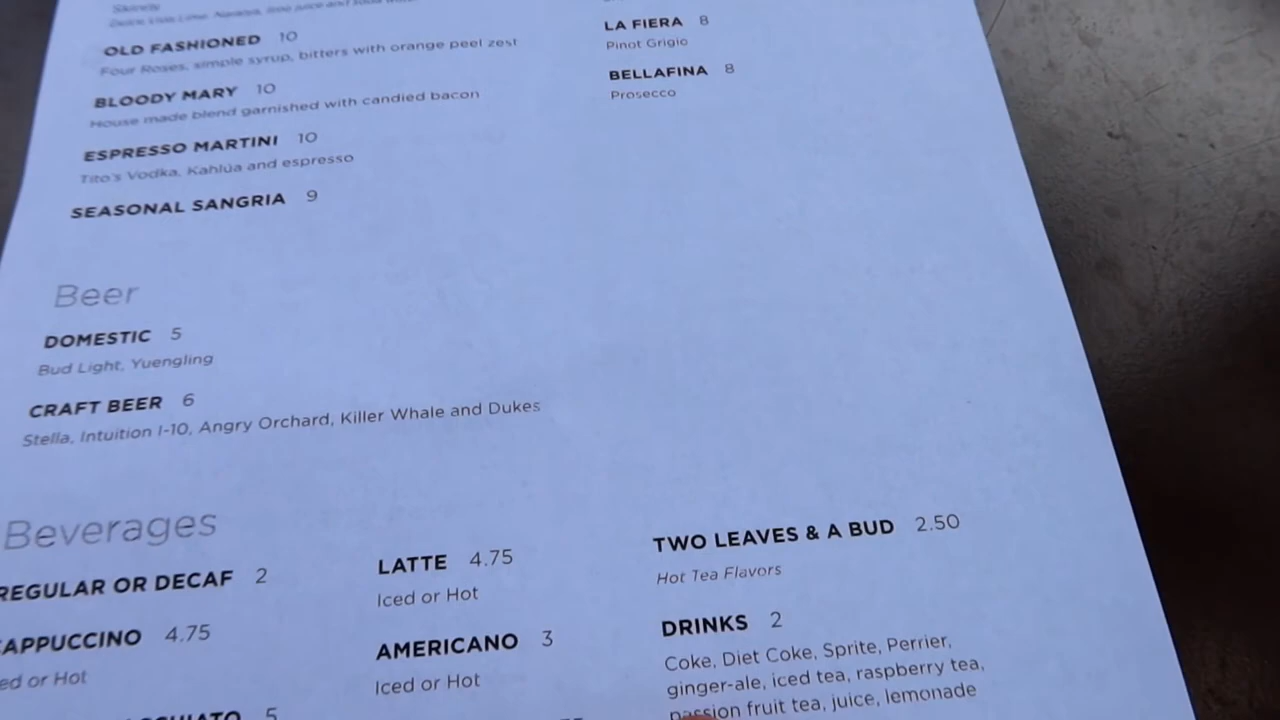 Skinny
OLD FASHIONED 10
Four Roses, simple syrup, bitters with orange peel zest
BLOODY MARY 10
House made blend garnished with candied bacon
ESPRESSO MARTINI 10
Tito's Vodka, Kahlúa and espresso
SEASONAL SANGRIA 9
LA FIERA 8
Pinot Grigio
BELLAFINA 8
Prosecco
Beer
DOMESTIC 5
Bud Light, Yuengling
CRAFT BEER 6
Stella, Intuition I-10, Angry Orchard, Killer Whale and Dukes
Beverages
REGULAR OR DECAF 2
CAPPUCCINO 4.75
ed or Hot
5
LATTE 4.75
Iced or Hot
AMERICANO 3
Iced or Hot
TWO LEAVES & A BUD 2.50
Hot Tea Flavors
DRINKS 2
Coke, Diet Coke, Sprite, Perrier,
ginger-ale, iced tea, raspberry tea,
passion fruit tea, juice, lemonade